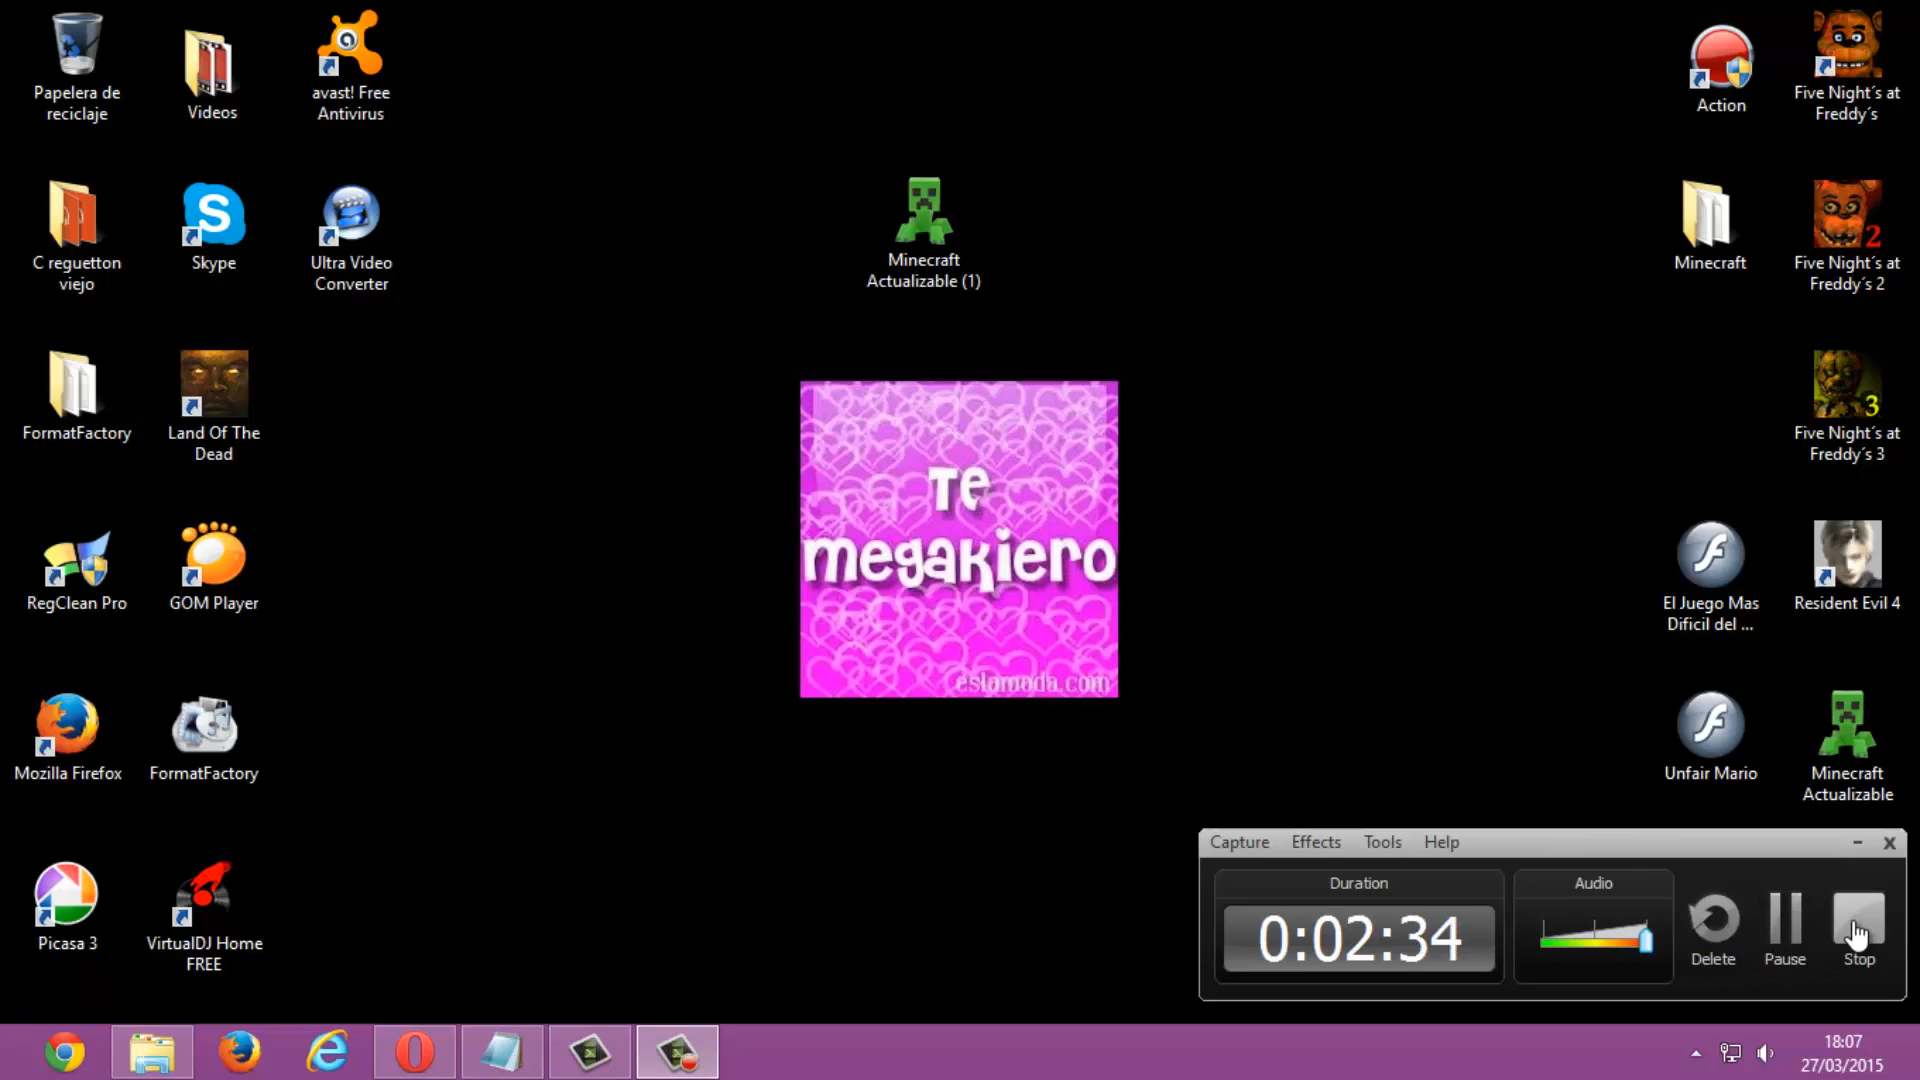 Papelera de
reciclaje
Videos
avast! Free
Antivirus
Action
Five Night´s at
Freddy´s
C reguetton
viejo
Skype
Ultra Video
Converter
Minecraft
Actualizable (1)
Minecraft
2
Five Night´s at
Freddy´s 2
FormatFactory
Land Of The
Dead
3
Five Night´s at
Freddy´s 3
Te
megakiero
eslamoda.com
RegClean Pro
GOM Player
El Juego Mas
Dificil del ...
Resident Evil 4
Mozilla Firefox
FormatFactory
Unfair Mario
Minecraft
Actualizable
Picasa 3
VirtualDJ Home
FREE
Capture Effects Tools Help
Duration
Audio
0:02:34
Delete
Pause
Stop
18:07
27/03/2015